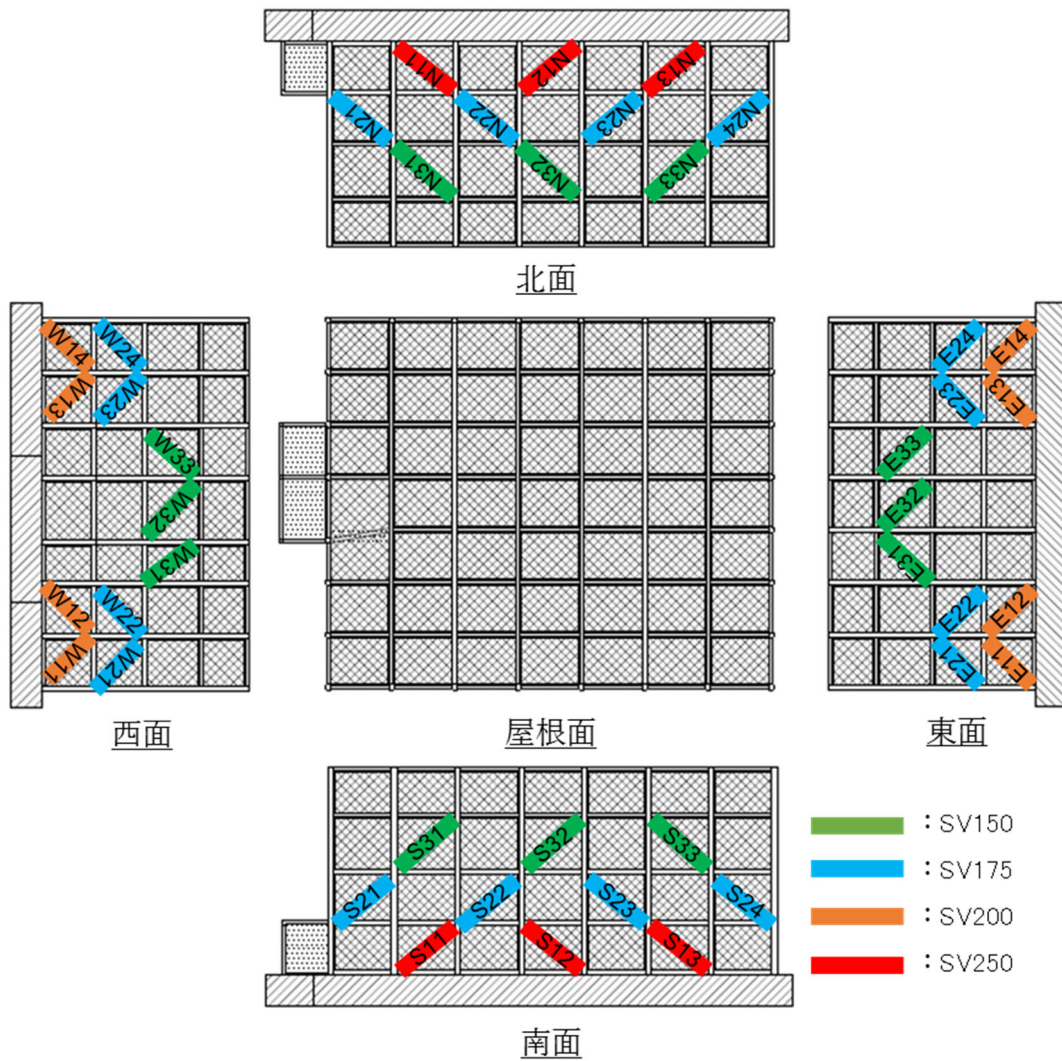 N11
N12
N13
N21
N22
N23
N24
N31
N32
N33
北面
W14
W24
W13
W23
W33
W32
W31
W12
W22
W11
W21
西面
屋根面
E24
E14
E23
E13
E33
E32
E31
E22
E12
E21
E11
東面
S31
S32
S33
S21
S22
S23
S24
S11
S12
S13
南面
：SV150
：SV175
：SV200
：SV250